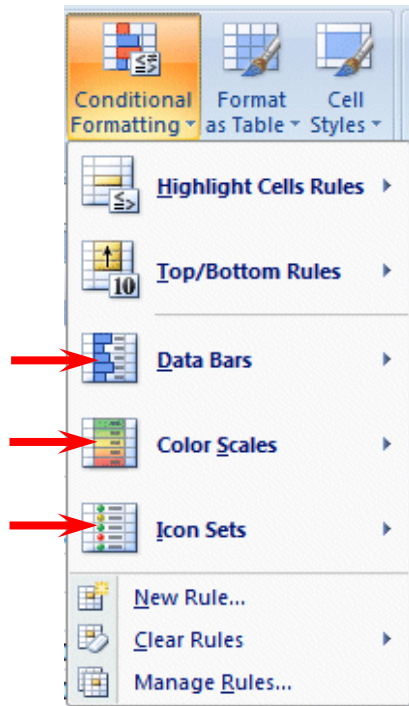 Conditional Formatting
Format as Table
Cell Styles
Highlight Cells Rules
10
Top/Bottom Rules
Data Bars
Color Scales
Icon Sets
New Rule...
Clear Rules
Manage Rules...